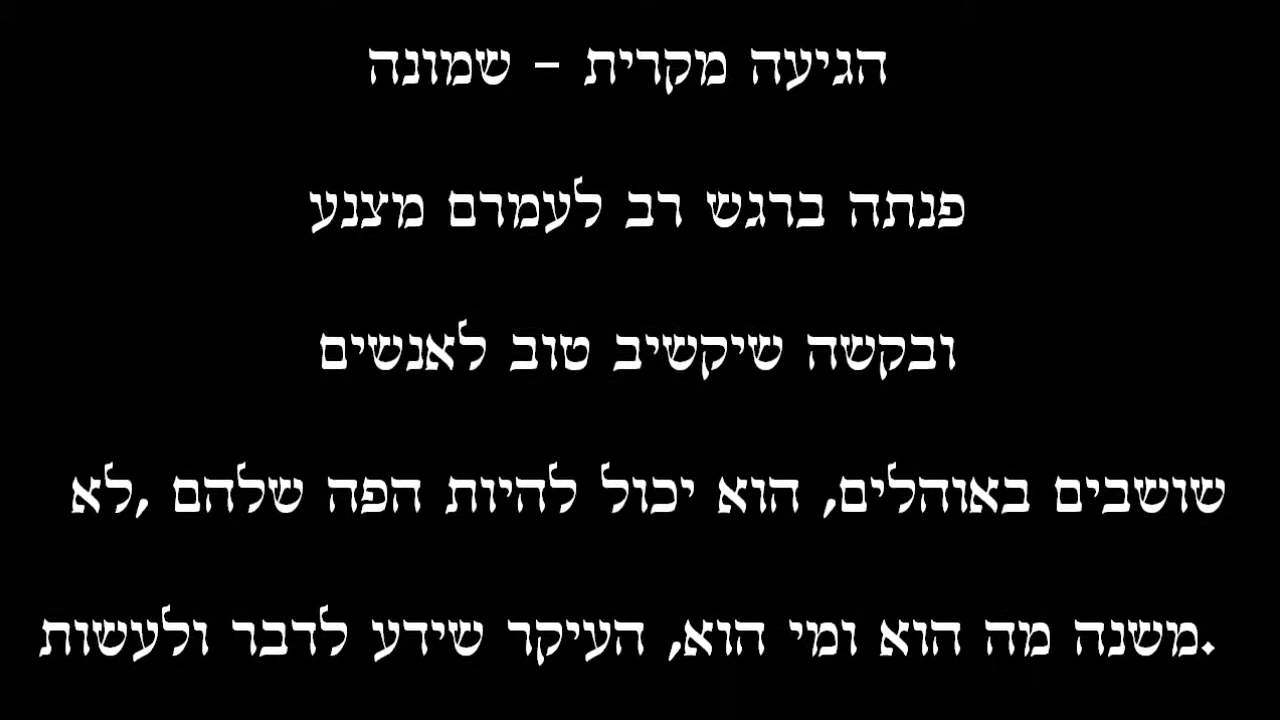 הגיעה מקרית – שמונה
פנתה ברגש רב לעמרם מצנע
ובקשה שיקשיב טוב לאנשים
שושבים באוהלים, הוא יכול להיות הפה שלהם ,לא
.משנה מה הוא ומי הוא, העיקר שידע לדבר ולעשות